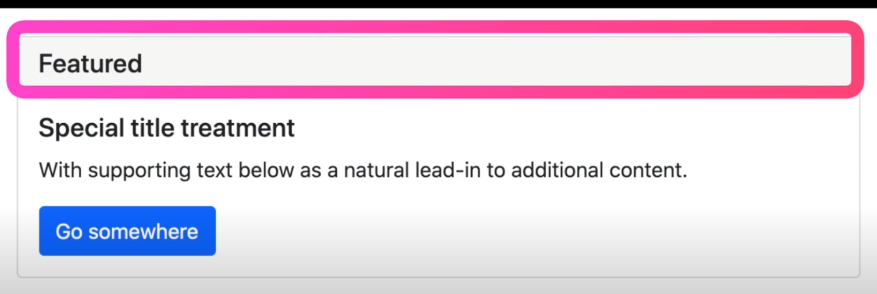 Featured
Special title treatment
With supporting text below as a natural lead-in to additional content.
Go somewhere